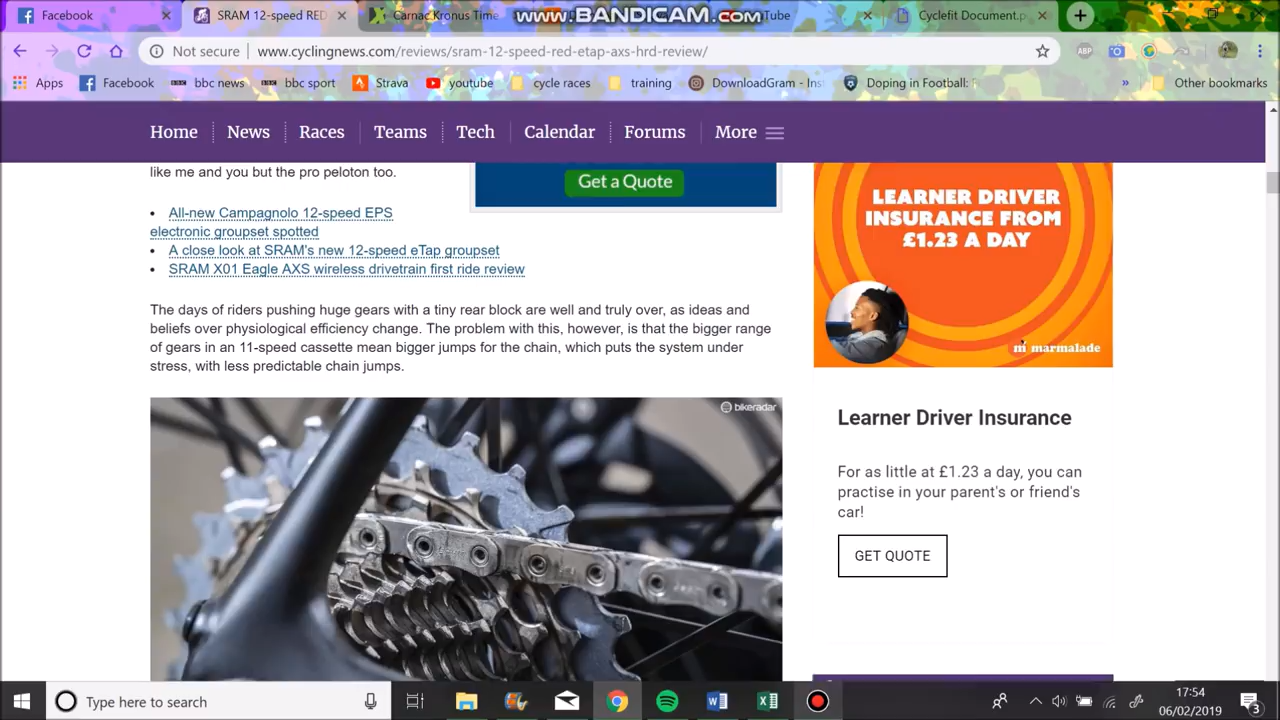 Facebook
SRAM 12-speed RED
Carnac Kronus Time
www.BANDICAM.com
Cyclefit Document.p
Not secure
www.cyclingnews.com/reviews/sram-12-speed-red-etap-axs-hrd-review/
ABP
Apps
Facebook
BBC
bbc news
BBC
bbc sport
Strava
youtube
cycle races
training
DownloadGram - Ins
Doping in Football:
»
Other bookmarks
Home
News
Races
Teams
Tech
Calendar
Forums
More
like me and you but the pro peloton too.
Get a Quote
All-new Campagnolo 12-speed EPS
electronic groupset spotted
A close look at SRAM's new 12-speed eTap groupset
SRAM X01 Eagle AXS wireless drivetrain first ride review
The days of riders pushing huge gears with a tiny rear block are well and truly over, as ideas and
beliefs over physiological efficiency change. The problem with this, however, is that the bigger range
of gears in an 11-speed cassette mean bigger jumps for the chain, which puts the system under
stress, with less predictable chain jumps.
bikeradar
LEARNER DRIVER
INSURANCE FROM
£1.23 A DAY
m marmalade
Learner Driver Insurance
For as little at £1.23 a day, you can
practise in your parent's or friend's
car!
GET QUOTE
Type here to search
17:54
06/02/2019
3